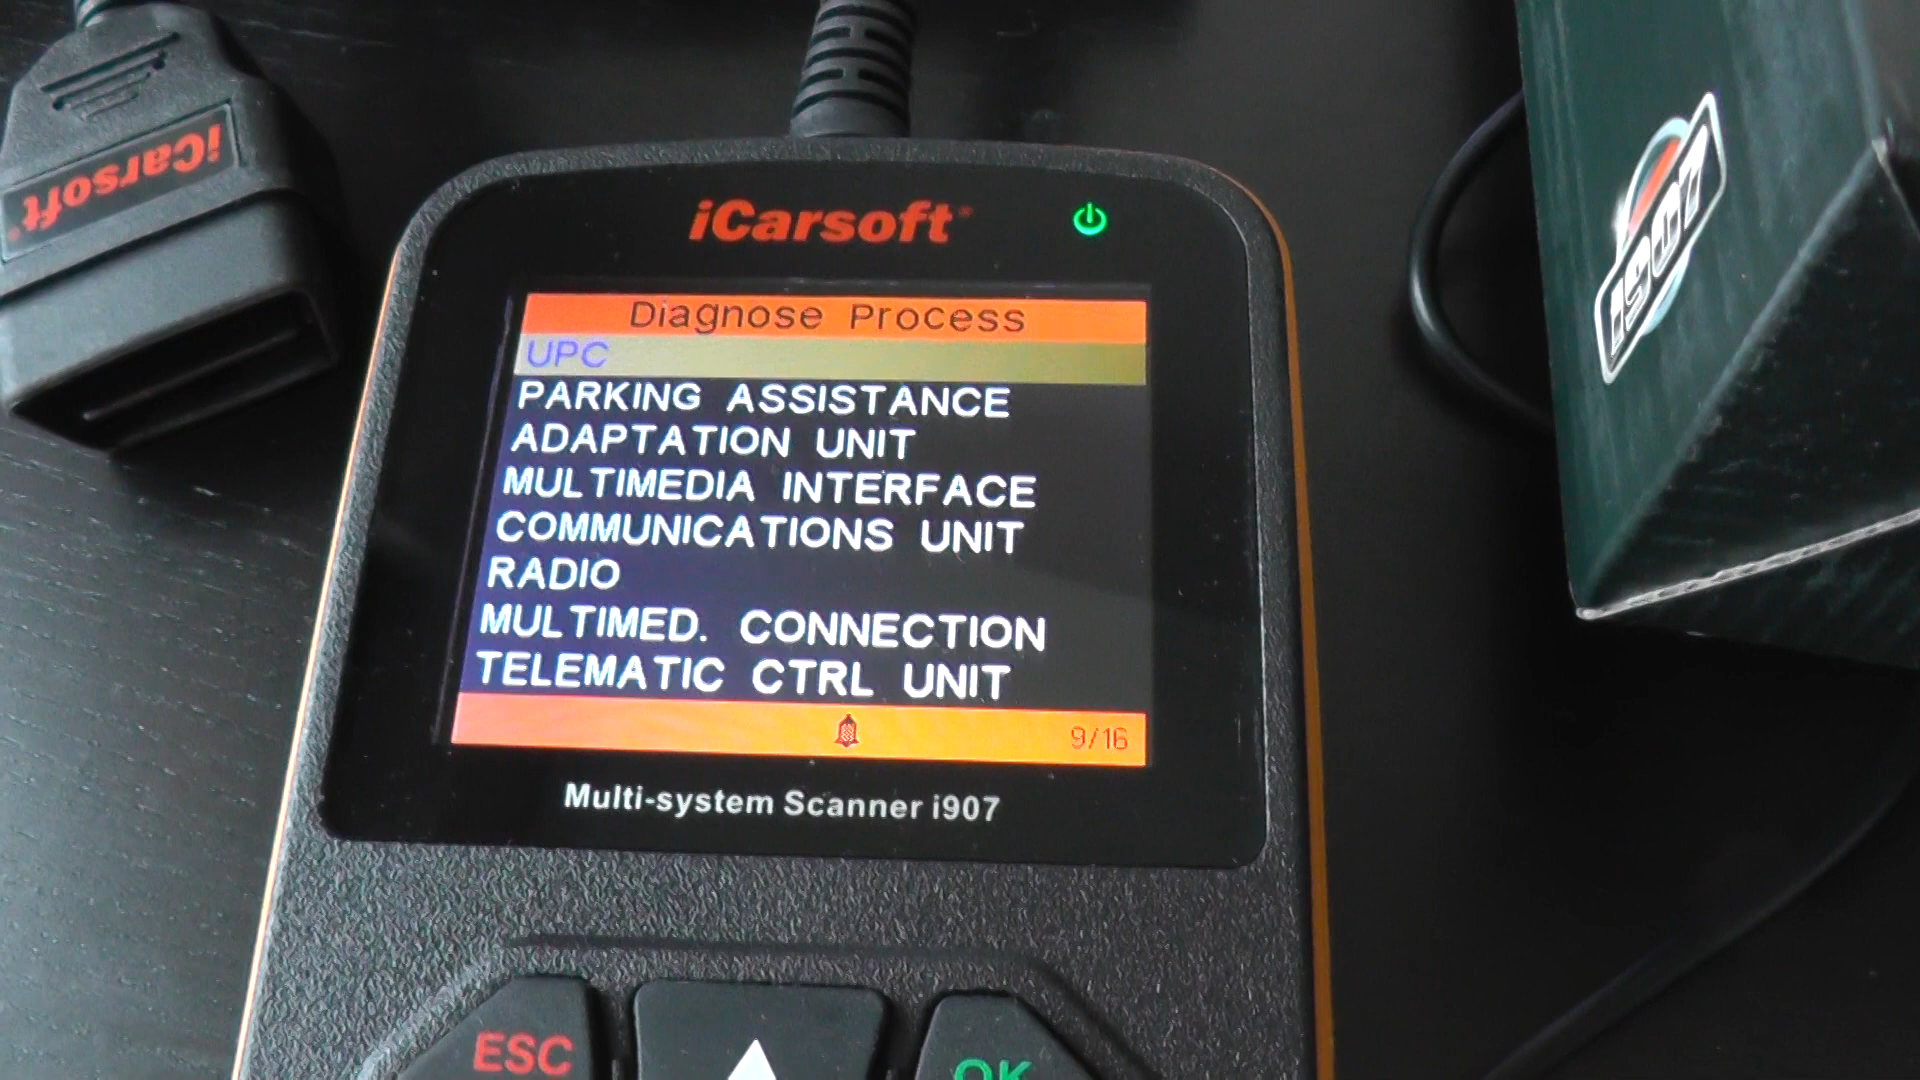 iCarsoft
iCarsoft
Diagnose Process
UPC
PARKING ASSISTANCE
ADAPTATION UNIT
MULTIMEDIA INTERFACE
COMMUNICATIONS UNIT
RADIO
MULTIMED. CONNECTION
TELEMATIC CTRL UNIT
9/16
Multi-system Scanner i907
ESC
OK
i907